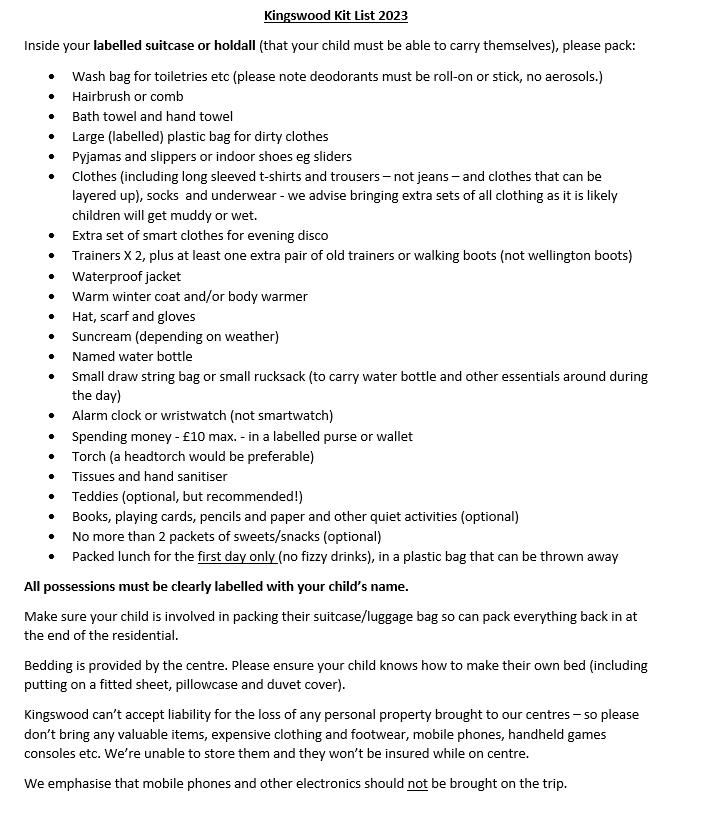 Kingswood Kit List 2023
Inside your labelled suitcase or holdall (that your child must be able to carry themselves), please pack:
• Wash bag for toiletries etc (please note deodorants must be roll-on or stick, no aerosols.)
• Hairbrush or comb
• Bath towel and hand towel
• Large (labelled) plastic bag for dirty clothes
• Pyjamas and slippers or indoor shoes eg sliders
• Clothes (including long sleeved t-shirts and trousers – not jeans – and clothes that can be
layered up), socks and underwear - we advise bringing extra sets of all clothing as it is likely
children will get muddy or wet.
• Extra set of smart clothes for evening disco
• Trainers X 2, plus at least one extra pair of old trainers or walking boots (not wellington boots)
• Waterproof jacket
• Warm winter coat and/or body warmer
• Hat, scarf and gloves
• Suncream (depending on weather)
• Named water bottle
• Small draw string bag or small rucksack (to carry water bottle and other essentials around during
the day)
• Alarm clock or wristwatch (not smartwatch)
• Spending money - £10 max. - in a labelled purse or wallet
• Torch (a headtorch would be preferable)
• Tissues and hand sanitiser
• Teddies (optional, but recommended!)
• Books, playing cards, pencils and paper and other quiet activities (optional)
• No more than 2 packets of sweets/snacks (optional)
• Packed lunch for the first day only (no fizzy drinks), in a plastic bag that can be thrown away
All possessions must be clearly labelled with your child's name.
Make sure your child is involved in packing their suitcase/luggage bag so can pack everything back in at
the end of the residential.
Bedding is provided by the centre. Please ensure your child knows how to make their own bed (including
putting on a fitted sheet, pillowcase and duvet cover).
Kingswood can't accept liability for the loss of any personal property brought to our centres – so please
don't bring any valuable items, expensive clothing and footwear, mobile phones, handheld games
consoles etc. We're unable to store them and they won't be insured while on centre.
We emphasise that mobile phones and other electronics should not be brought on the trip.